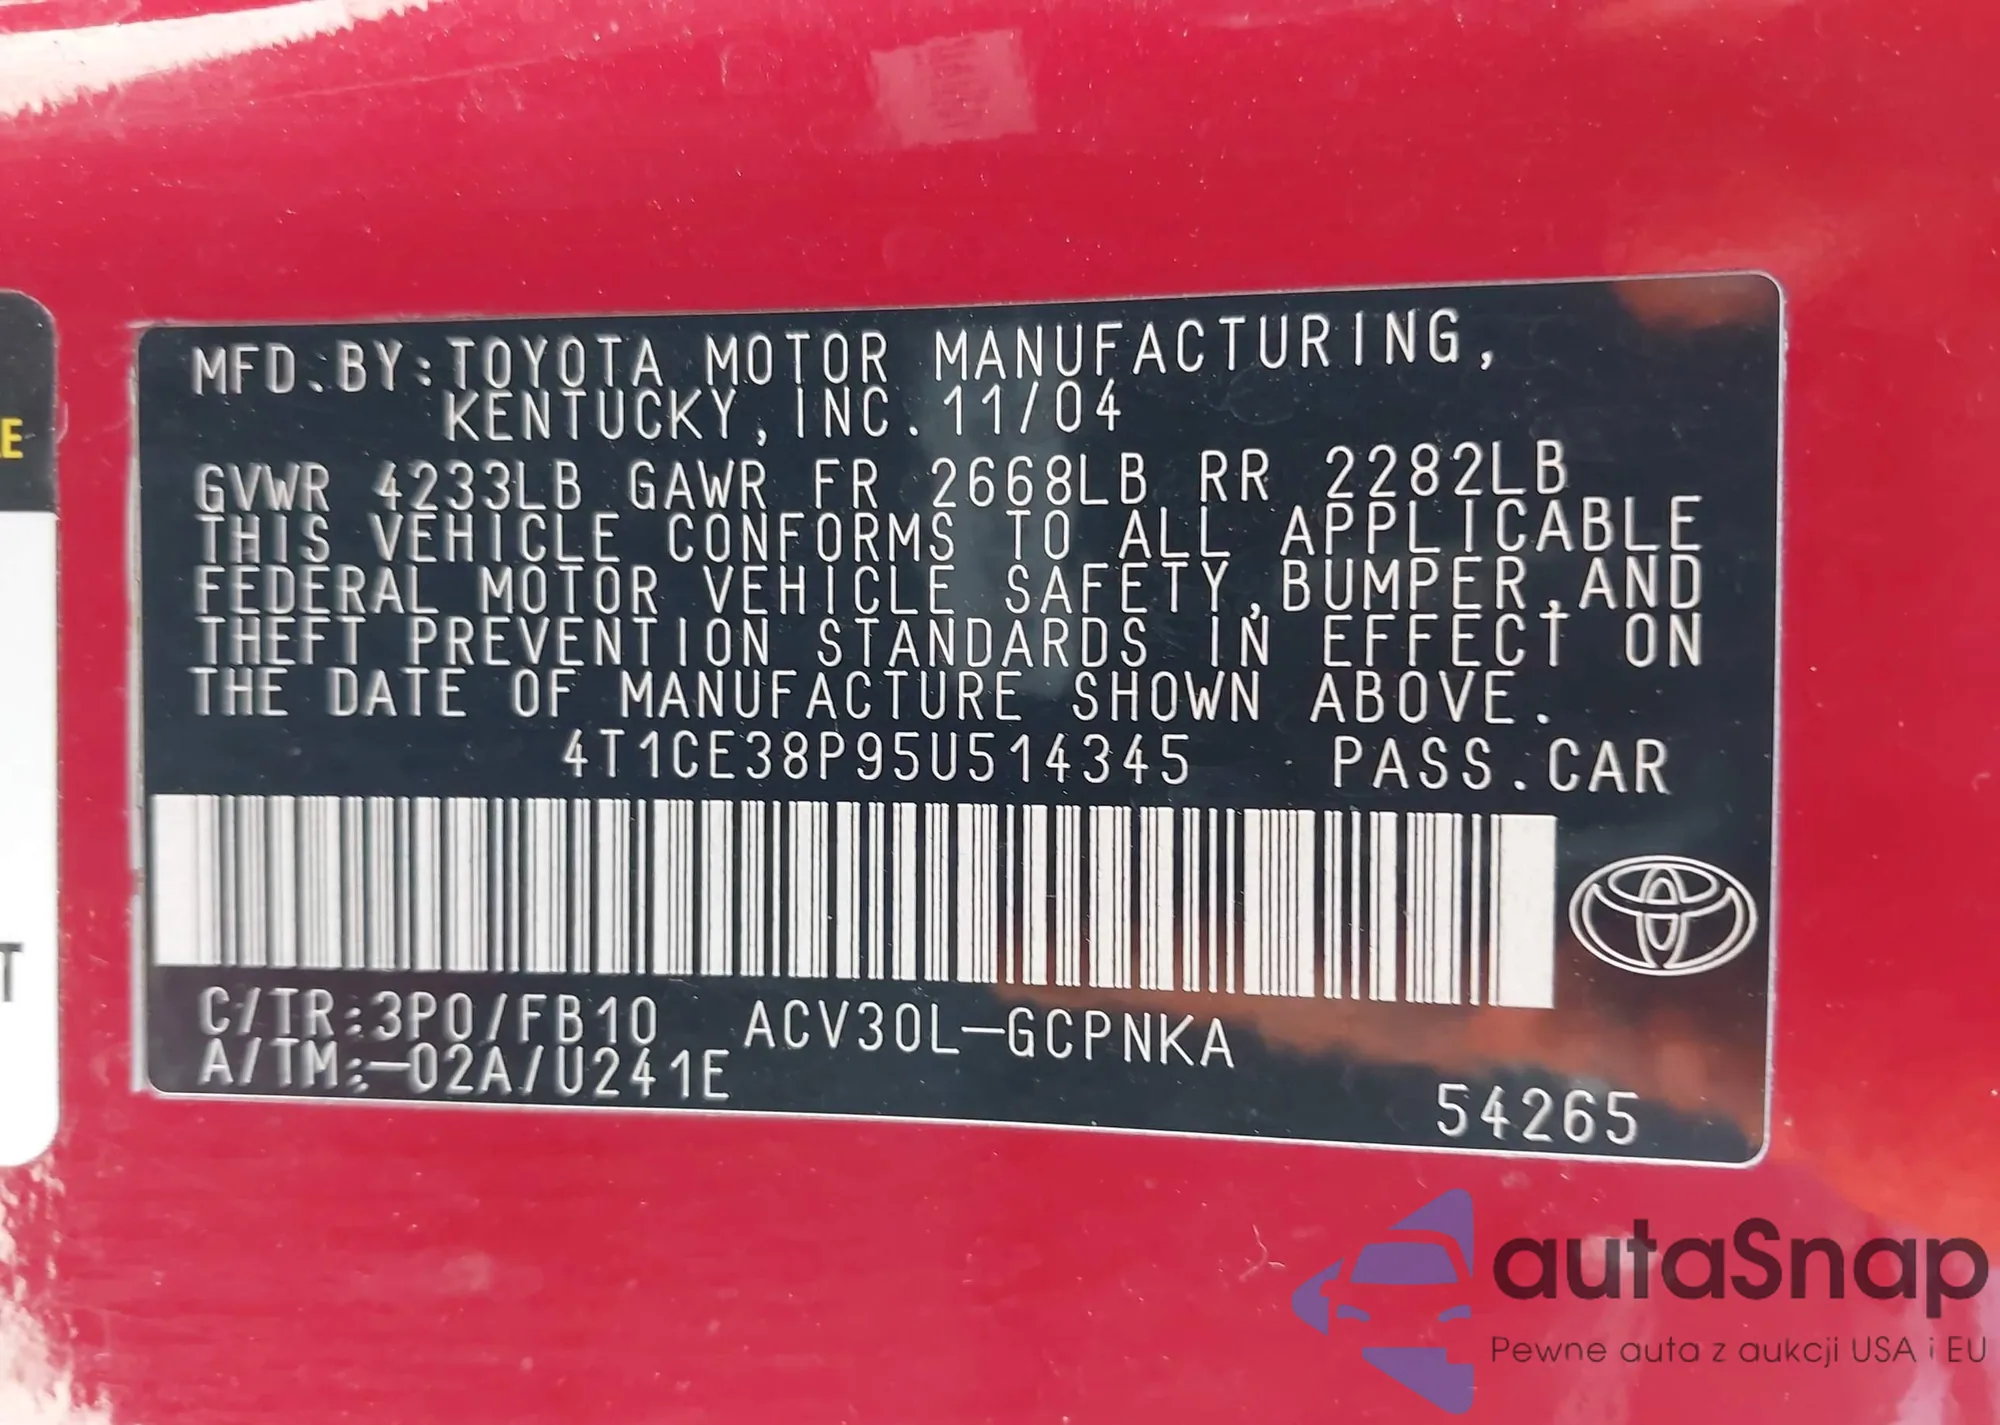 MFD.BY:TOYOTA MOTOR MANUFACTURING,
KENTUCKY, INC. 11/04
GVWR 4233LB GAWR FR 2668LB RR 2282LB
THIS VEHICLE CONFORMS TO ALL APPLICABLE
FEDERAL MOTOR VEHICLE SAFETY,BUMPER,AND
THEFT PREVENTION STANDARDS IN EFFECT ON
THE DATE OF MANUFACTURE SHOWN ABOVE.
4T1CE38P95U514345 PASS.CAR
C/TR:3P0/FB10 ACV30L-GCPNKA
A/TM:-02A/U241E
54265
E
T
autaSnap
Pewne auta z aukcji USA i EU